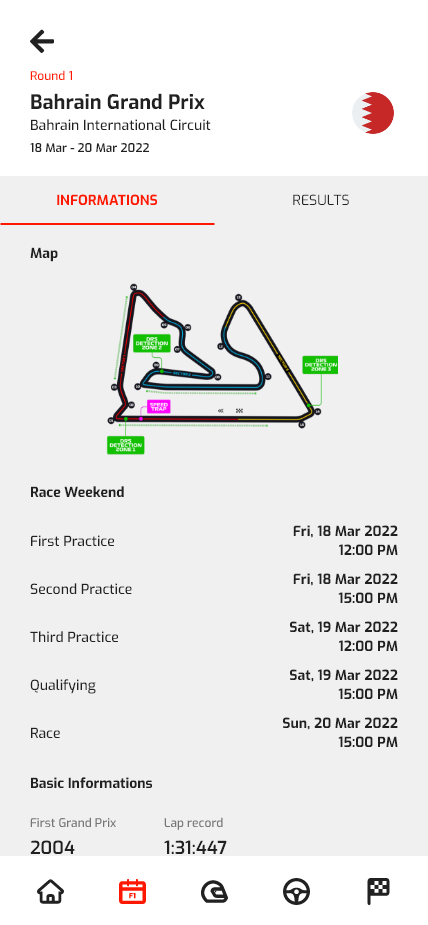 Round 1
Bahrain Grand Prix
Bahrain International Circuit
18 Mar - 20 Mar 2022
INFORMATIONS
RESULTS
Map
DRS
DETECTION
ZONE 2
DRS
DETECTION
ZONE 3
SPEED
TRAP
DRS
DETECTION
ZONE 1
Race Weekend
First Practice
Fri, 18 Mar 2022
12:00 PM
Second Practice
Fri, 18 Mar 2022
15:00 PM
Third Practice
Sat, 19 Mar 2022
12:00 PM
Qualifying
Sat, 19 Mar 2022
15:00 PM
Race
Sun, 20 Mar 2022
15:00 PM
Basic Informations
First Grand Prix
Lap record
2004
1:31:447
F1